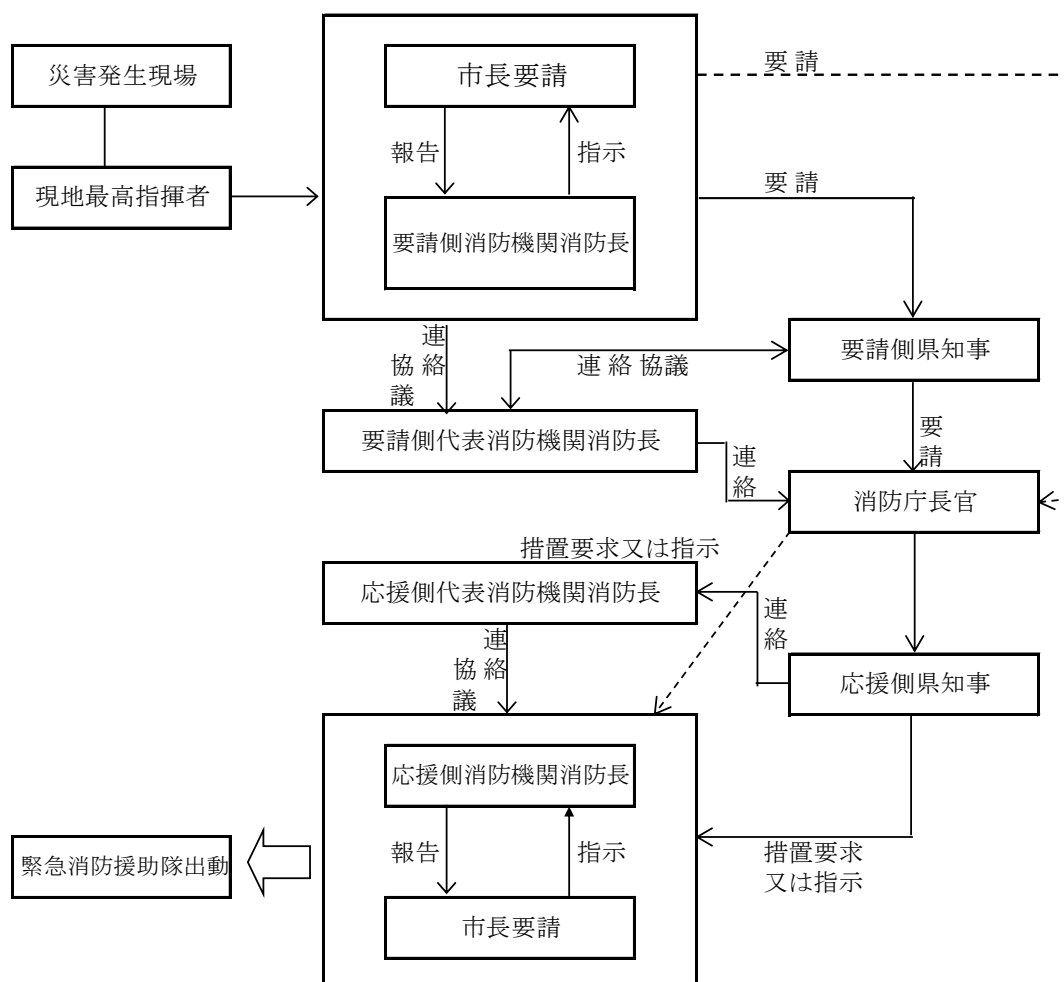 災害発生現場
市長要請
要 請
報告
指示
現地最高指揮者
要請側消防機関消防長
要 請
連絡
協議
連 絡 協議
要請側県知事
要請側代表消防機関消防長
連絡
要請
消防庁長官
措置要求又は指示
応援側代表消防機関消防長
連絡
連絡
協議
応援側県知事
応援側消防機関消防長
報告
指示
措置要求
又は指示
緊急消防援助隊出動
市長要請